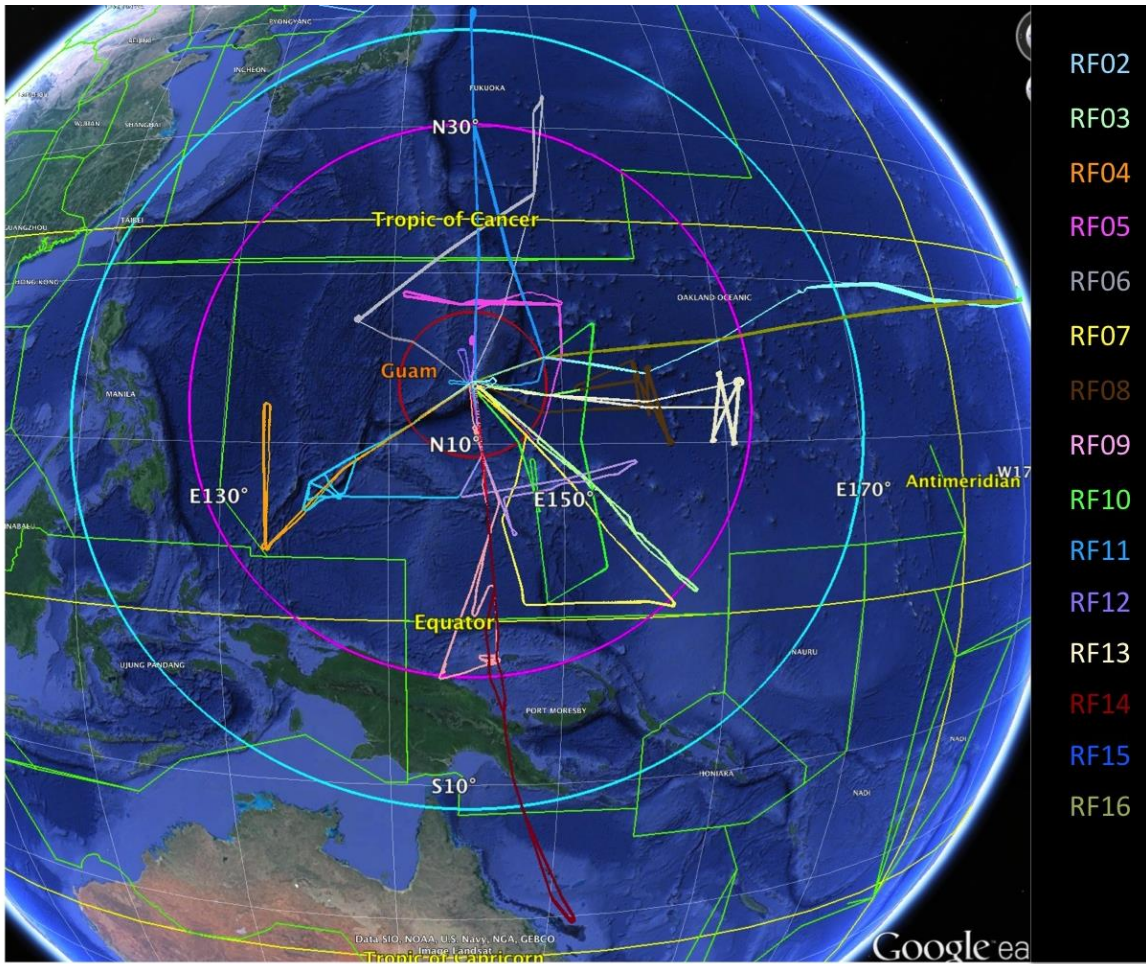 PYONGYANG
BEIJING
INCHEON
RF02
FUKUOKA
WUHAN
SHANGHAI
RF03
N30°
RF04
TAIPEI
Tropic of Cancer
GUANGZHOU
RF05
HONG KONG
RF06
OAKLAND OCEANIC
RF07
Guam
RF08
MANILA
N10°
RF09
E130°
E150°
E170°
Antimeridian
W17
RF10
RF11
Equator
RF12
UJUNG PANDANG
NAURU
RF13
PORT MORESBY
RF14
NADI
S10°
HONIARA
RF15
NADI
RF16
Data SIO, NOAA, U.S. Navy, NGA, GEBCO
Image Landsat
Google ea
Tropic of Capricorn